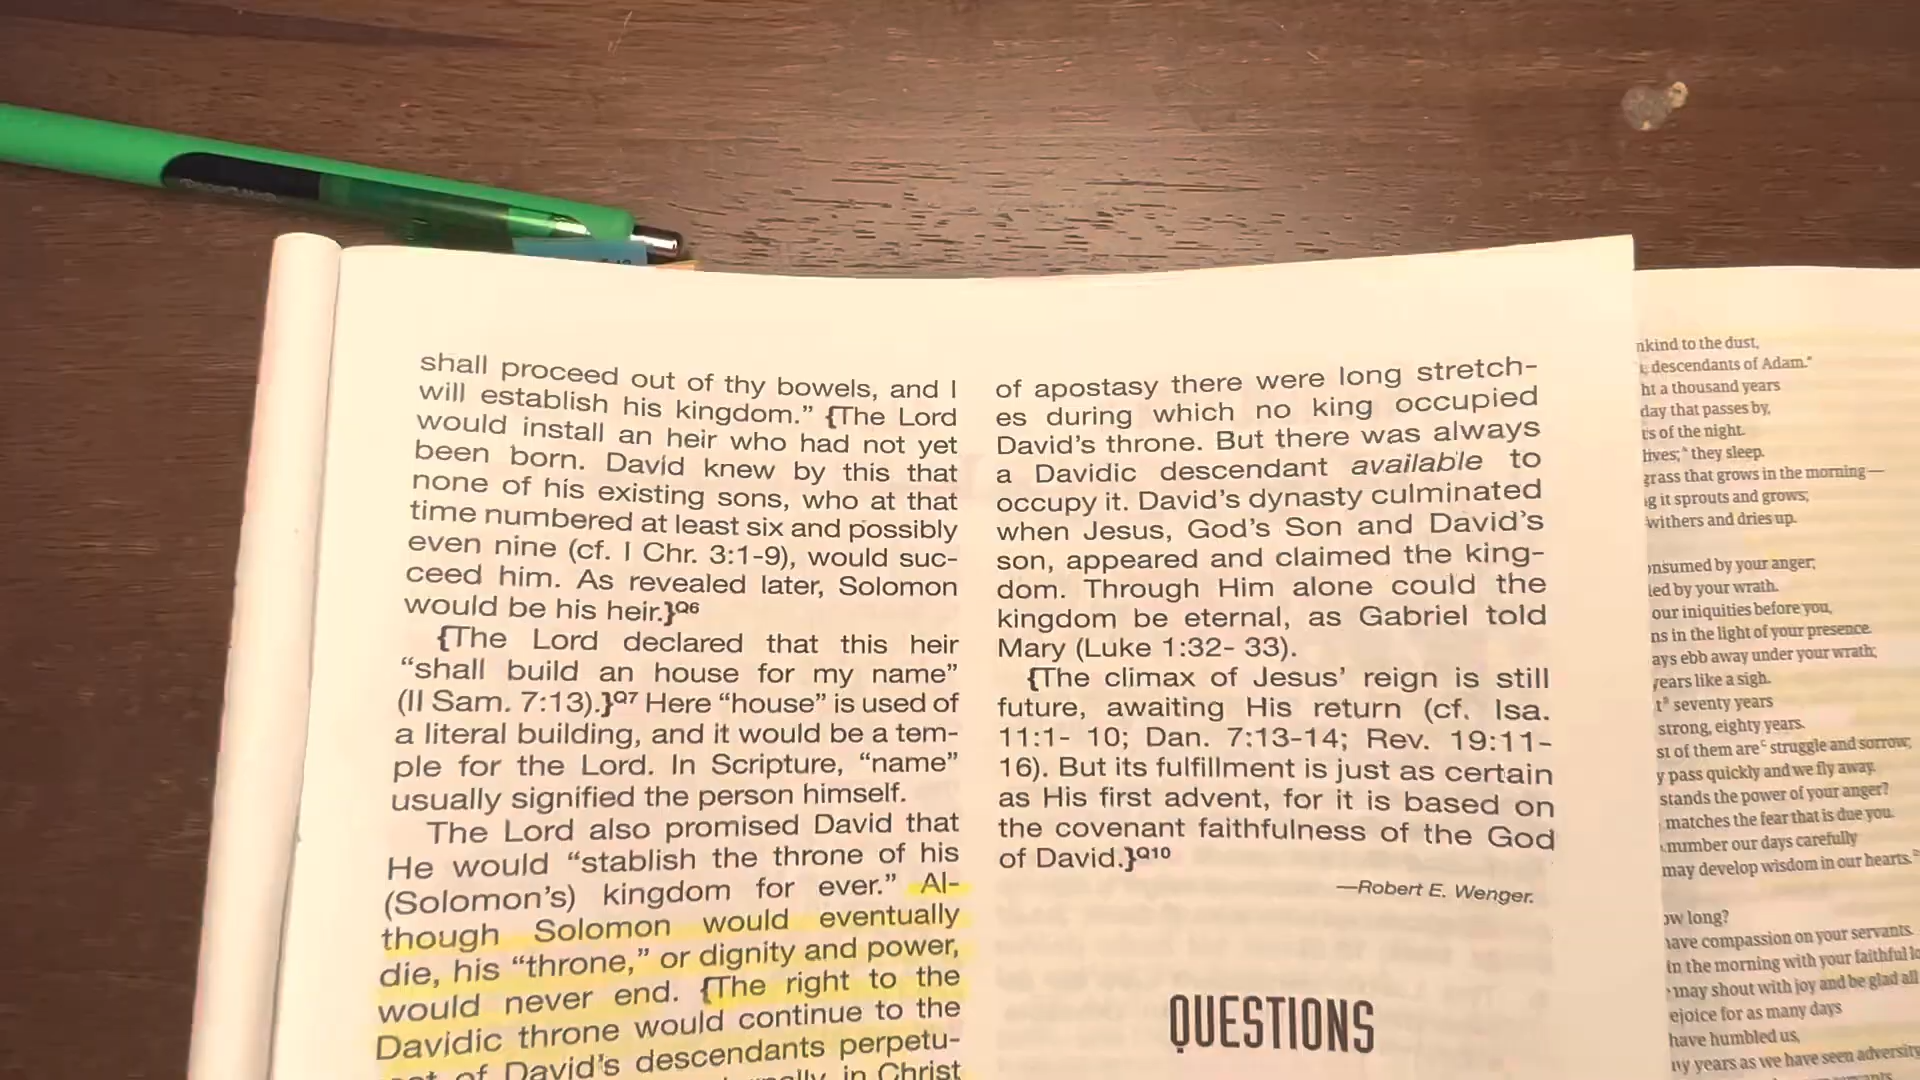 shall proceed out of thy bowels, and I
will establish his kingdom.” {The Lord
would install an heir who had not yet
been born. David knew by this that
none of his existing sons, who at that
time numbered at least six and possibly
even nine (cf. I Chr. 3:1-9), would suc-
ceed him. As revealed later, Solomon
would be his heir.}Q6
{The Lord declared that this heir
“shall build an house for my name”
(II Sam. 7:13).}Q7 Here “house” is used of
a literal building, and it would be a tem-
ple for the Lord. In Scripture, “name”
usually signified the person himself.
The Lord also promised David that
He would “stablish the throne of his
(Solomon’s) kingdom for ever.” Al-
though Solomon would eventually
die, his “throne,” or dignity and power,
would never end. {The right to the
Davidic throne would continue to the
of David’s descendants perpetu-
in Christ
of apostasy there were long stretch-
es during which no king occupied
David’s throne. But there was always
a Davidic descendant available to
occupy it. David’s dynasty culminated
when Jesus, God’s Son and David’s
son, appeared and claimed the king-
dom. Through Him alone could the
kingdom be eternal, as Gabriel told
Mary (Luke 1:32- 33).
{The climax of Jesus’ reign is still
future, awaiting His return (cf. Isa.
11:1- 10; Dan. 7:13-14; Rev. 19:11-
16). But its fulfillment is just as certain
as His first advent, for it is based on
the covenant faithfulness of the God
of David.}Q10
—Robert E. Wenger.
QUESTIONS
to the dust,
descendants of Adam.”
a thousand years
day that passes by,
of the night.
they sleep.
grass that grows in the morning—
it sprouts and grows;
withers and dries up.
by your anger;
by your wrath.
our iniquities before you,
in the light of your presence.
ebb away under your wrath;
years like a sigh.
seventy years
strong, eighty years.
of them are struggle and sorrow;
pass quickly and we fly away.
stands the power of your anger?
matches the fear that is due you.
number our days carefully
may develop wisdom in our hearts.
long?
have compassion on your servants.
in the morning with your faithful
may shout with joy and be glad all
as many days
have humbled us,
years as we have seen adversity